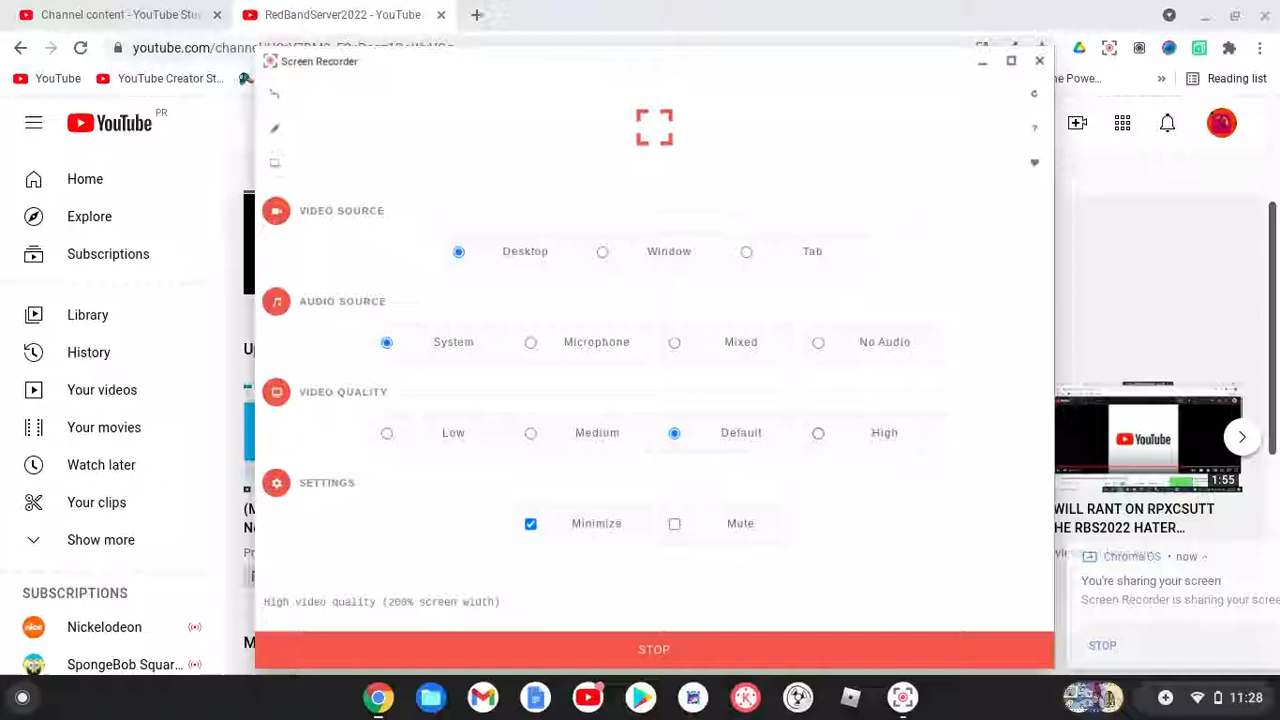 Channel content - YouTube Stu
RedBandServer2022 - YouTube
youtube.com/channe
YouTube
YouTube Creator St...
he Powe...
Reading list
Screen Recorder
YouTube
PR
Home
Explore
Subscriptions
Library
History
Your videos
Your movies
Watch later
Your clips
Show more
SUBSCRIPTIONS
Nickelodeon
SpongeBob Squar...
VIDEO SOURCE
Desktop
Window
Tab
AUDIO SOURCE
System
Microphone
Mixed
No Audio
VIDEO QUALITY
Low
Medium
Default
High
SETTINGS
Minimize
Mute
High video quality (200% screen width)
STOP
YouTube
1:55
WILL RANT ON RPXCSUTT
HE RBS2022 HATER...
Chrome OS • now
You're sharing your screen
Screen Recorder is sharing your scree
STOP
11:28